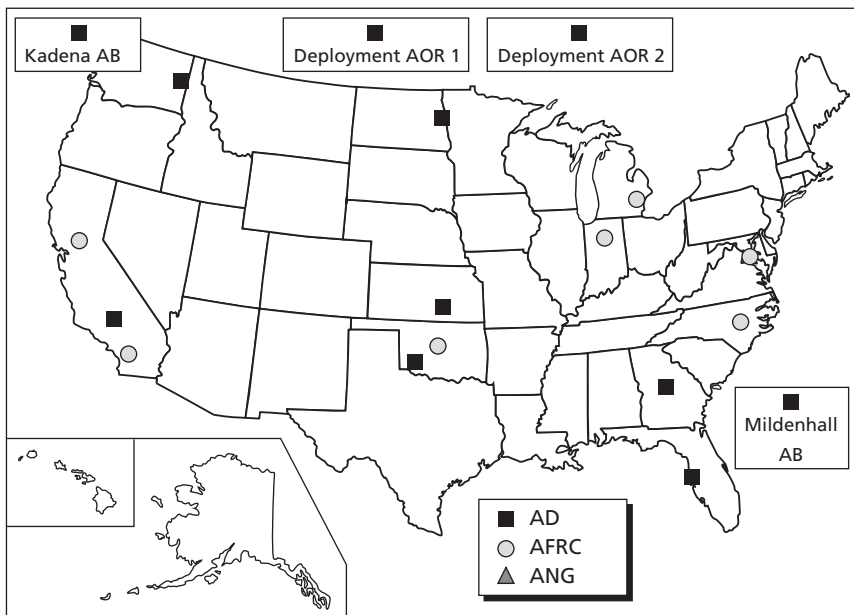 Kadena AB
Deployment AOR 1
Deployment AOR 2
Mildenhall
AB
AD
AFRC
ANG